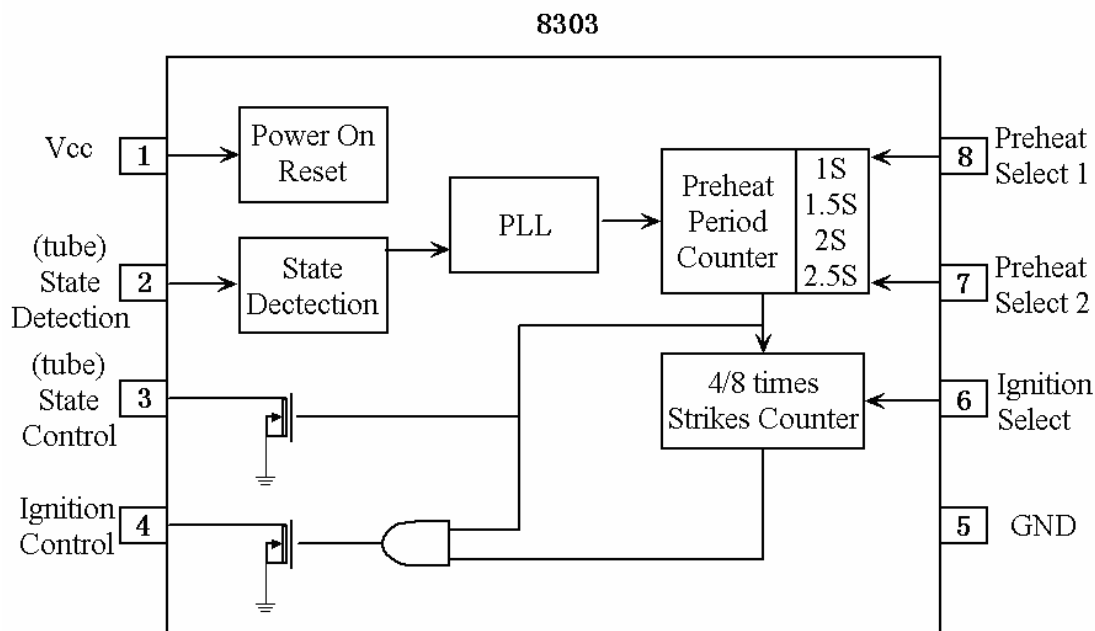 8303
Vcc
1
Power On
Reset
(tube)
State
Detection
2
State
Dectection
PLL
Preheat
Period
Counter
1S
1.5S
2S
2.5S
8
Preheat
Select 1
7
Preheat
Select 2
(tube)
State
Control
3
4/8 times
Strikes Counter
6
Ignition
Select
Ignition
Control
4
5
GND